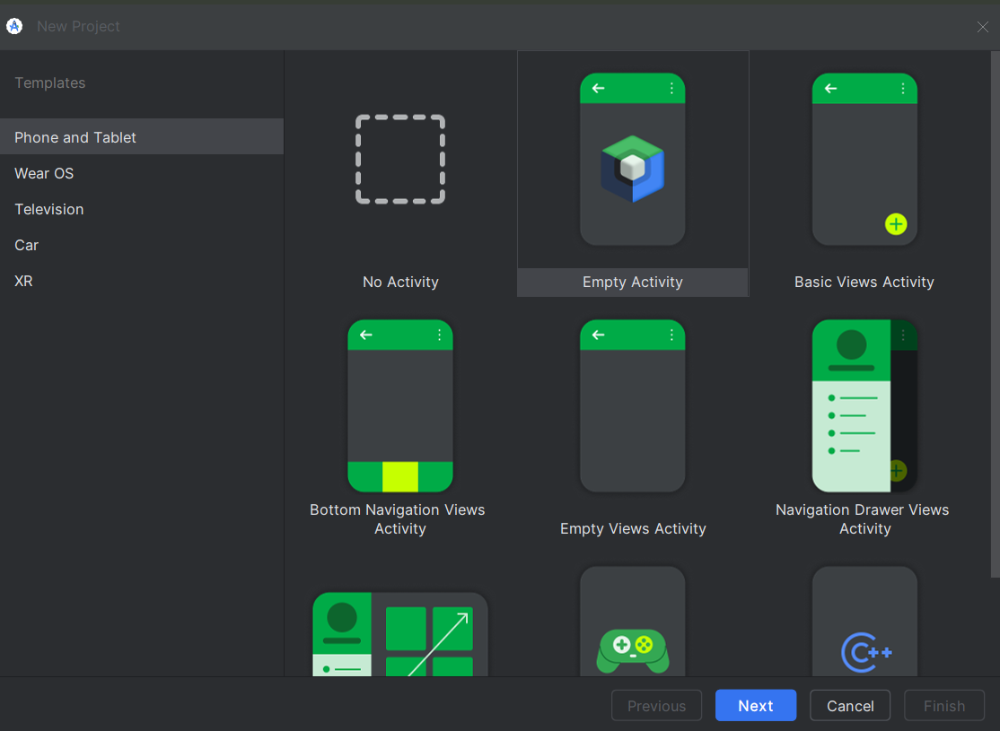 New Project
Templates
Phone and Tablet
Wear OS
Television
Car
XR
No Activity
Empty Activity
Basic Views Activity
Bottom Navigation Views
Activity
Empty Views Activity
Navigation Drawer Views
Activity
C++
Previous
Next
Cancel
Finish